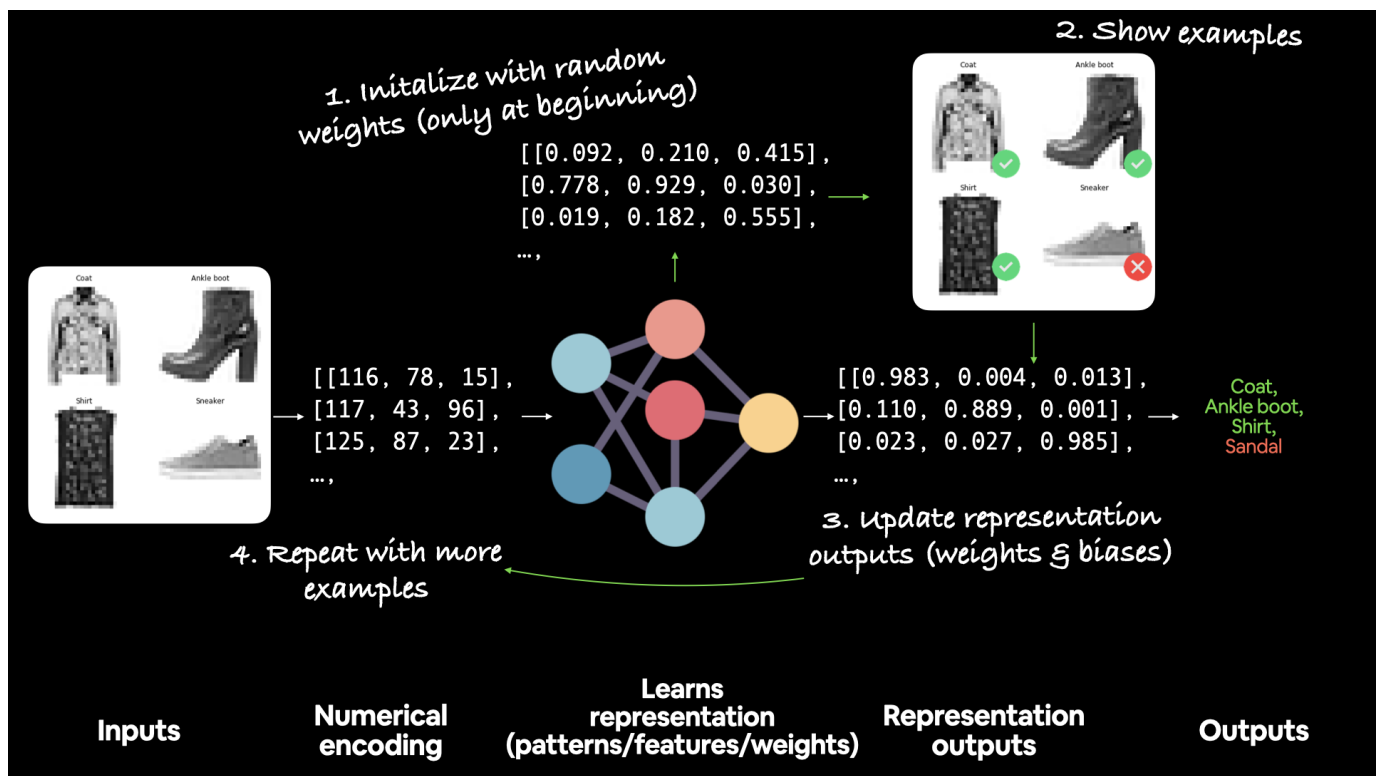 2. Show examples
1. Initalize with random
weights (only at beginning)
[[0.092, 0.210, 0.415],
[0.778, 0.929, 0.030],
[0.019, 0.182, 0.555],
…,
Coat
Ankle boot
Shirt
Sneaker
Coat
Ankle boot
Shirt
Sneaker
[[116, 78, 15],
[117, 43, 96],
[125, 87, 23],
…,
[[0.983, 0.004, 0.013],
[0.110, 0.889, 0.001],
[0.023, 0.027, 0.985],
…,
Coat,
Ankle boot,
Shirt,
Sandal
3. Update representation
outputs (weights & biases)
4. Repeat with more
examples
Inputs
Numerical
encoding
Learns
representation
(patterns/features/weights)
Representation
outputs
Outputs